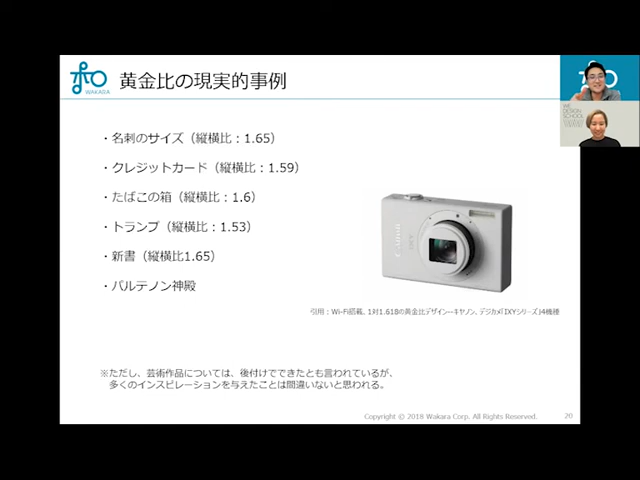 WAKARA
黄金比の現実的事例
・名刺のサイズ（縦横比：1.65）
・クレジットカード（縦横比：1.59）
・たばこの箱（縦横比：1.6）
・トランプ（縦横比：1.53）
・新書（縦横比1.65）
・パルテノン神殿
Canon IXY
引用：Wi-Fi搭載、1対1.618の黄金比デザインーキヤノン、デジカメ「IXYシリーズ」4機種
※ただし、芸術作品については、後付けでできたとも言われているが、
多くのインスピレーションを与えたことは間違いないと思われる。
Copyright © 2018 Wakara Corp. All Rights Reserved.
20
WE
DESIGN
SCHOOL